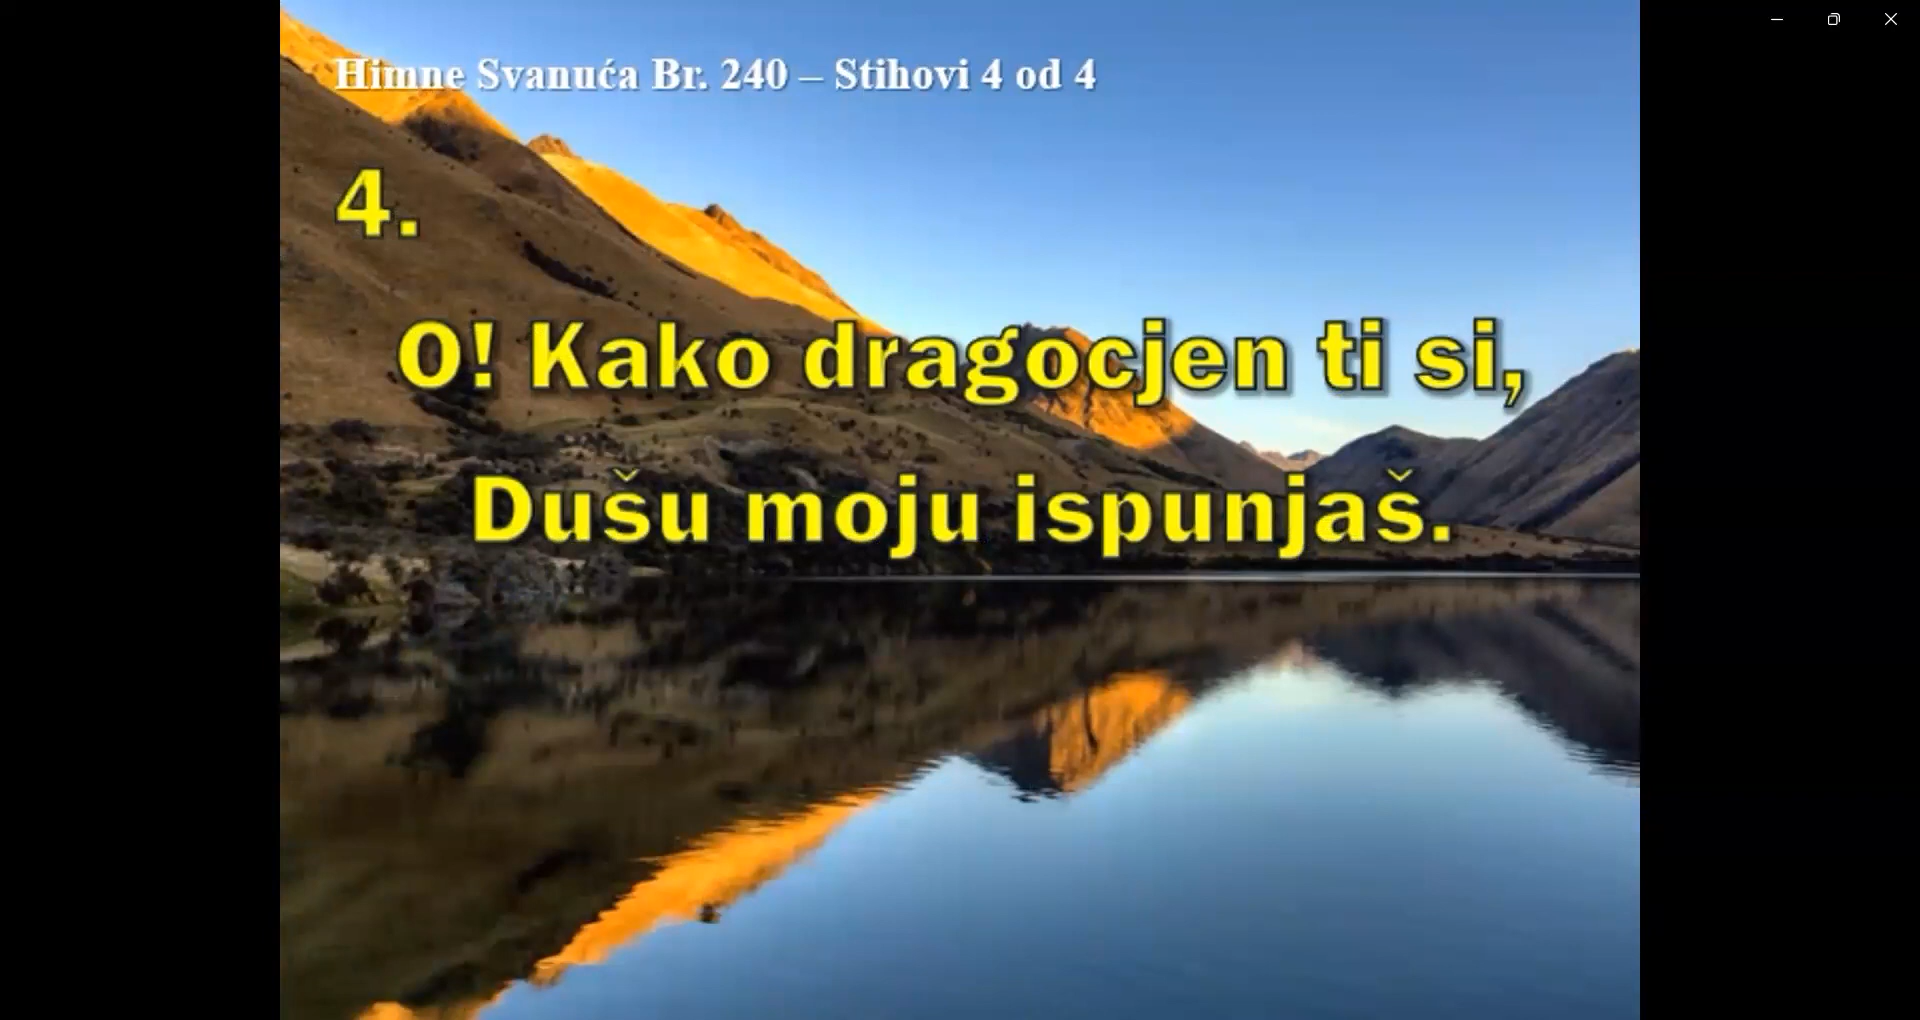 Himne Svanuća Br. 240 – Stihovi 4 od 4
4.
O! Kako dragocjen ti si,
Dušu moju ispunjaš.